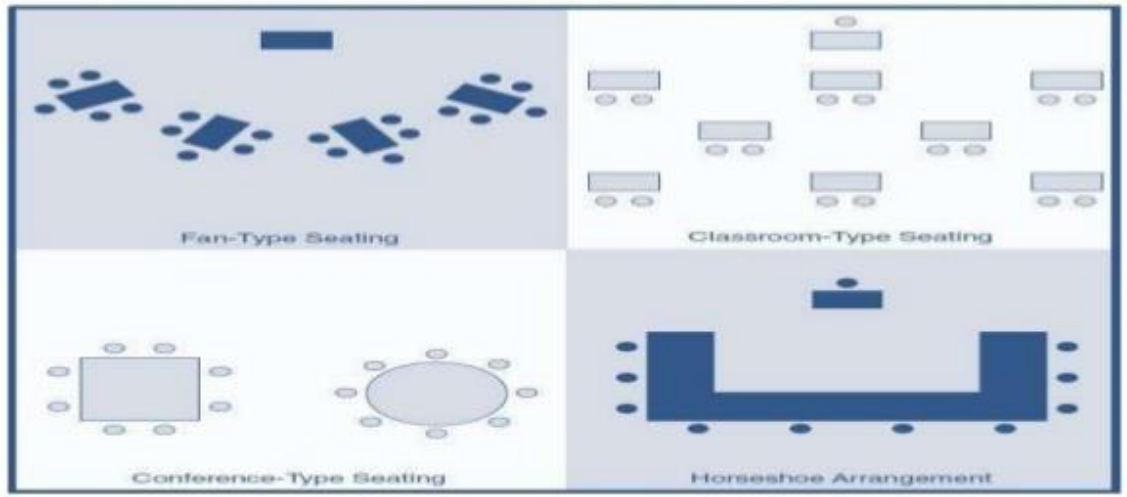 Fan-Type Seating
Classroom-Type Seating
Conference-Type Seating
Horseshoe Arrangement